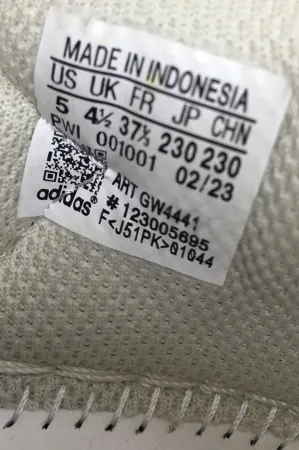 MADE IN INDONESIA
US UK FR JP CHN
5 4½ 37⅓ 230 230
PWI 001001 02/23
ART GW4441
# 123005695
F<J51PK>Q1044
adidas